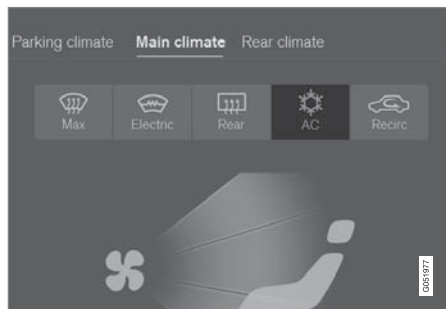 Parking climate Main climate Rear climate
Max Electric Rear AC Recirc
G051977